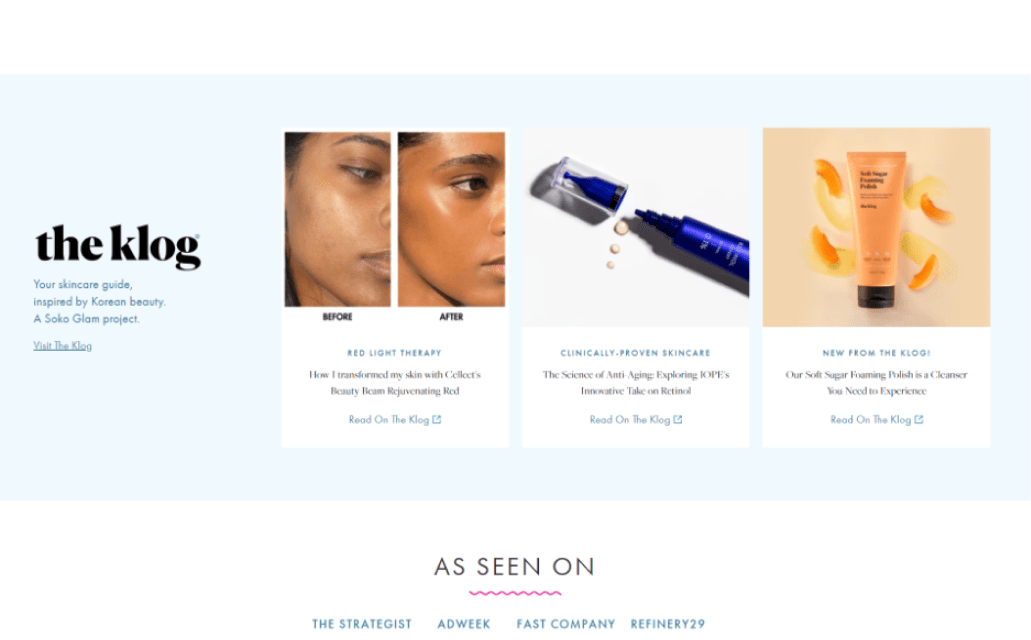 the klog
Your skincare guide,
inspired by Korean beauty.
A Soko Glam project.
Visit The Klog
BEFORE
AFTER
RED LIGHT THERAPY
How I transformed my skin with Cellect's
Beauty Beam Rejuvenating Red
Read On The Klog
CLINICALLY-PROVEN SKINCARE
The Science of Anti-Aging: Exploring IOPE's
Innovative Take on Retinol
Read On The Klog
Soft Sugar
Foaming
Polish
the klog
NEW FROM THE KLOG!
Our Soft Sugar Foaming Polish is a Cleanser
You Need to Experience
Read On The Klog
AS SEEN ON
THE STRATEGIST
ADWEEK
FAST COMPANY
REFINERY29